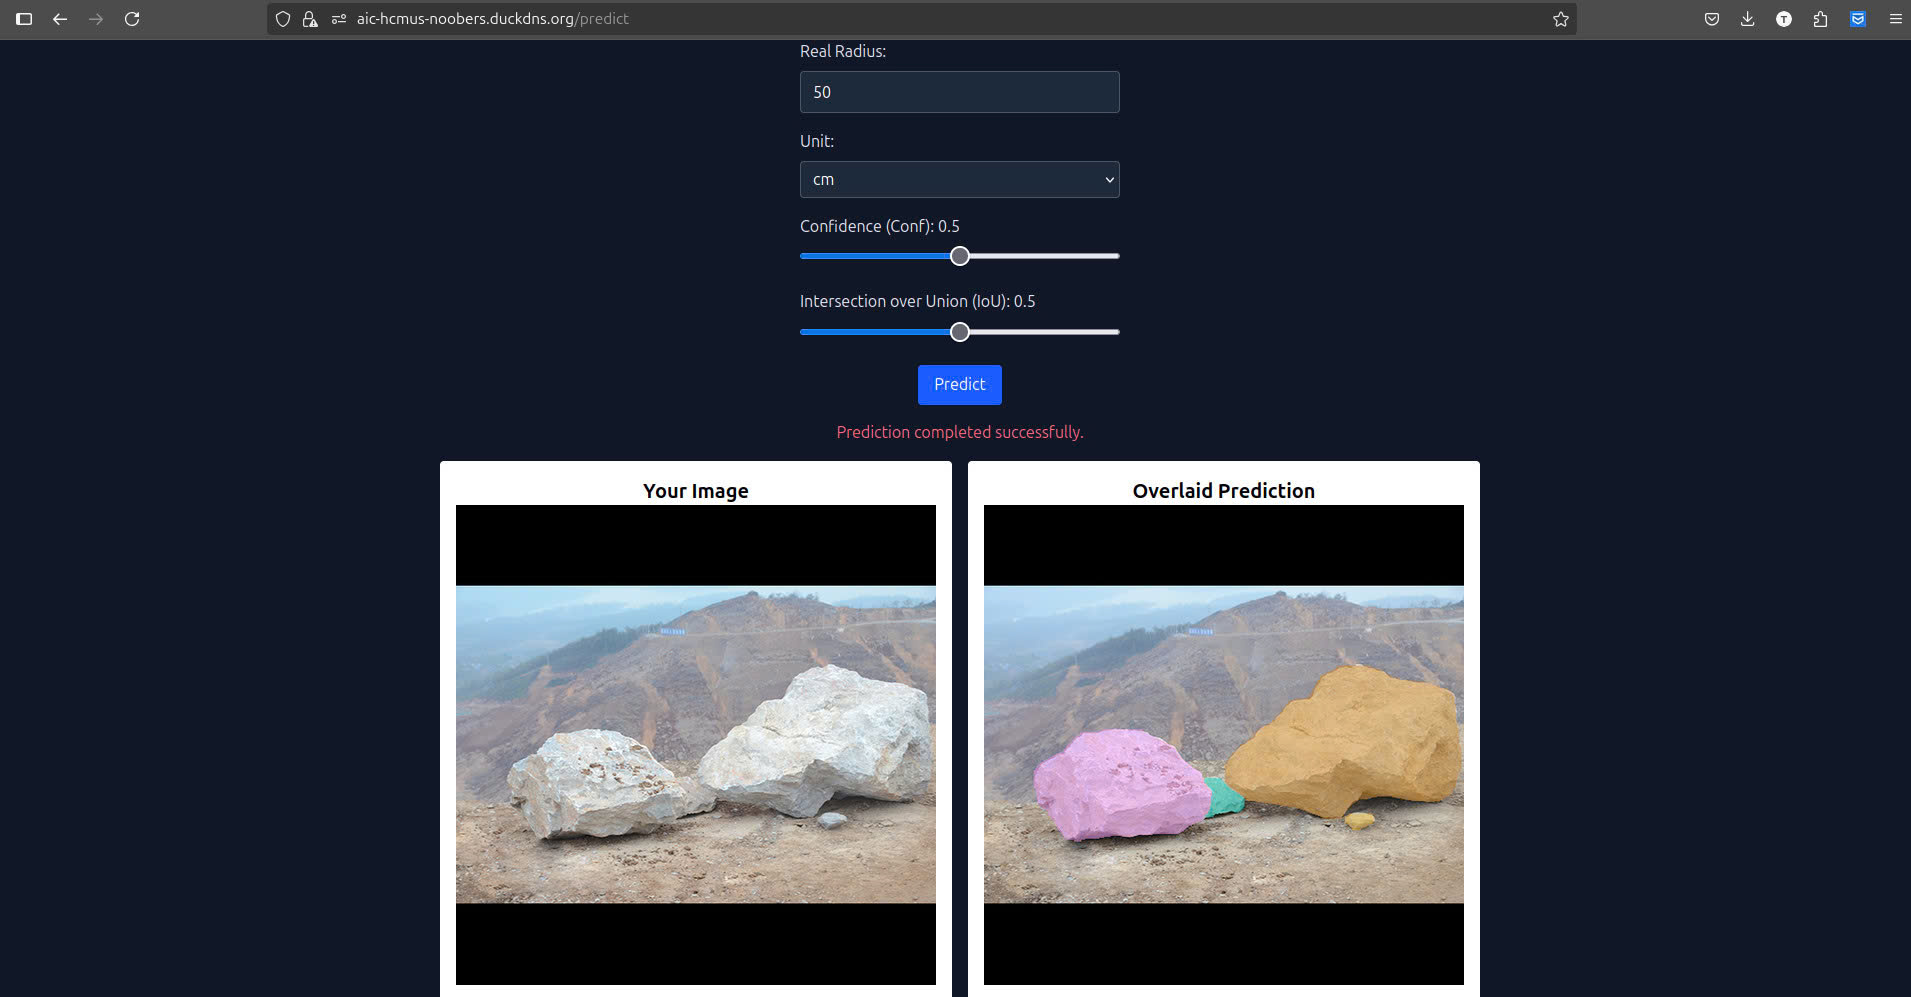 aic-hcmus-noobers.duckdns.org/predict
T
Real Radius:
50
Unit:
cm
Confidence (Conf): 0.5
Intersection over Union (IoU): 0.5
Predict
Prediction completed successfully.
Your Image
Overlaid Prediction